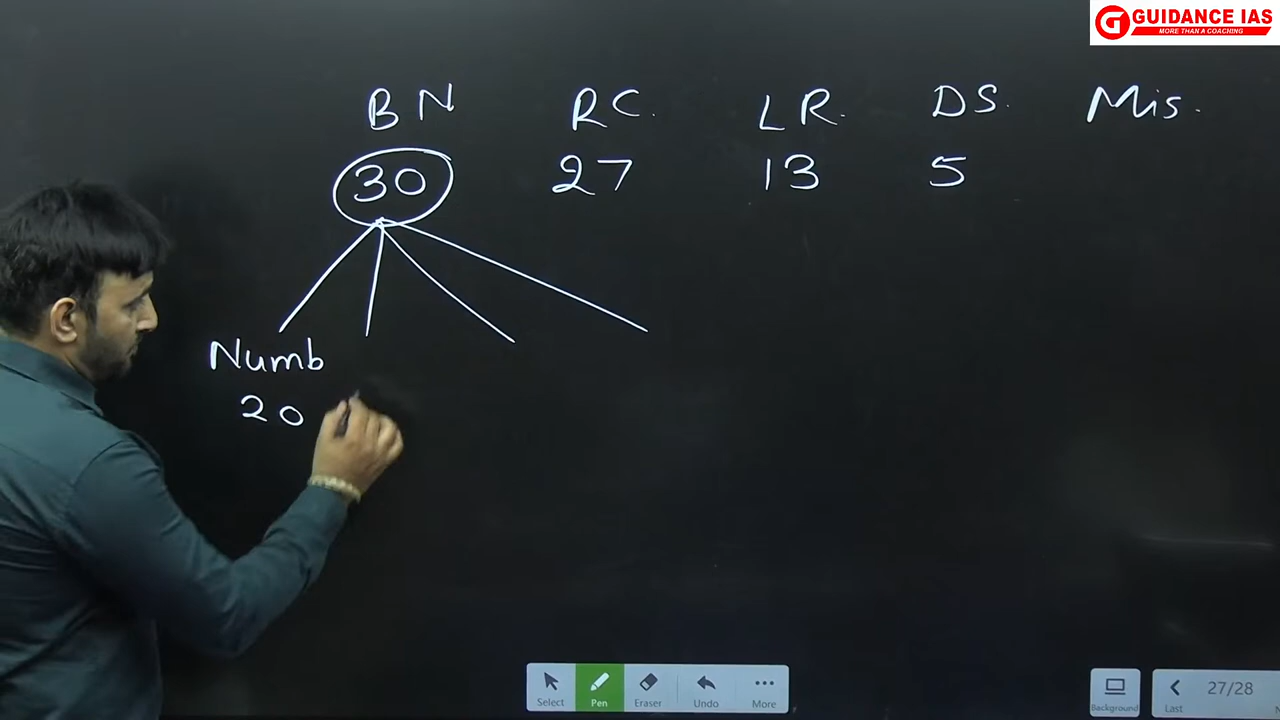 GUIDANCE IAS
MORE THAN A COACHING
BN RC. LR. DS. Mis.
30 27 13 5
Numb
20
Select Pen Eraser Undo More
Background
27/28
Last